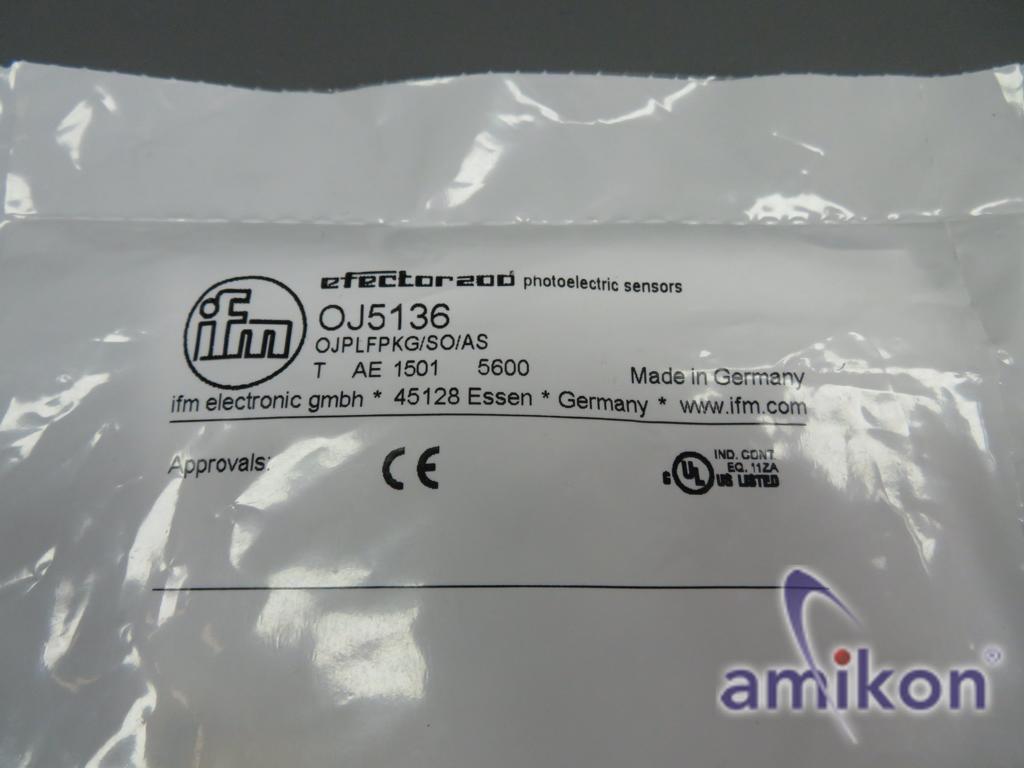 efector200 photoelectric sensors
ifm
OJ5136
OJPLFPKG/SO/AS
T AE 1501 5600
Made in Germany
ifm electronic gmbh * 45128 Essen * Germany * www.ifm.com
Approvals:
CE
c UL US LISTED
IND. CONT.
EQ. 11ZA
amikon®